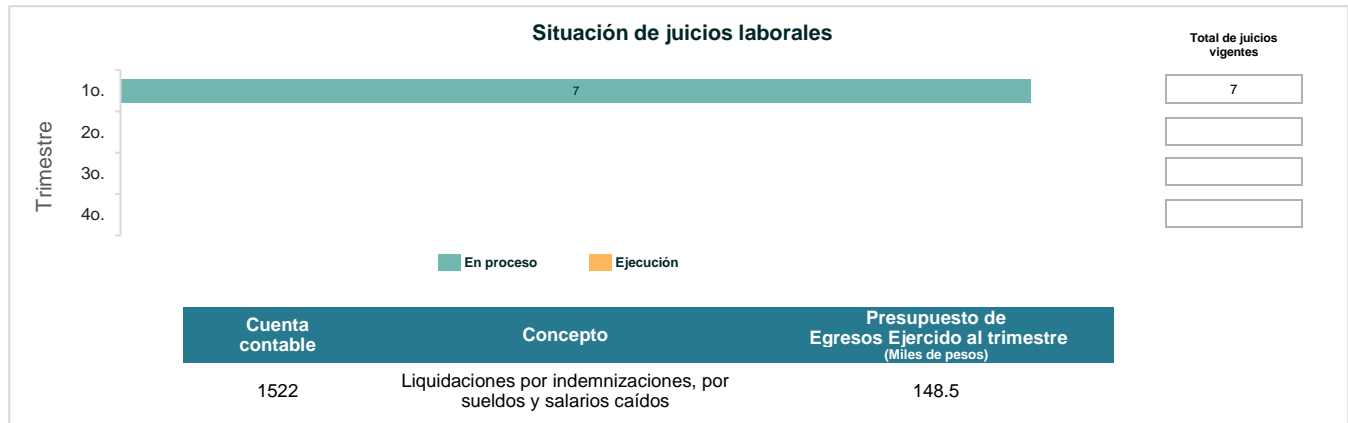 Situación de juicios laborales
Total de juicios
vigentes
Trimestre
1o.
7
7
2o.
3o.
4o.
En proceso
Ejecución
Cuenta
contable
Concepto
Presupuesto de
Egresos Ejercido al trimestre
(Miles de pesos)
1522
Liquidaciones por indemnizaciones, por
sueldos y salarios caídos
148.5